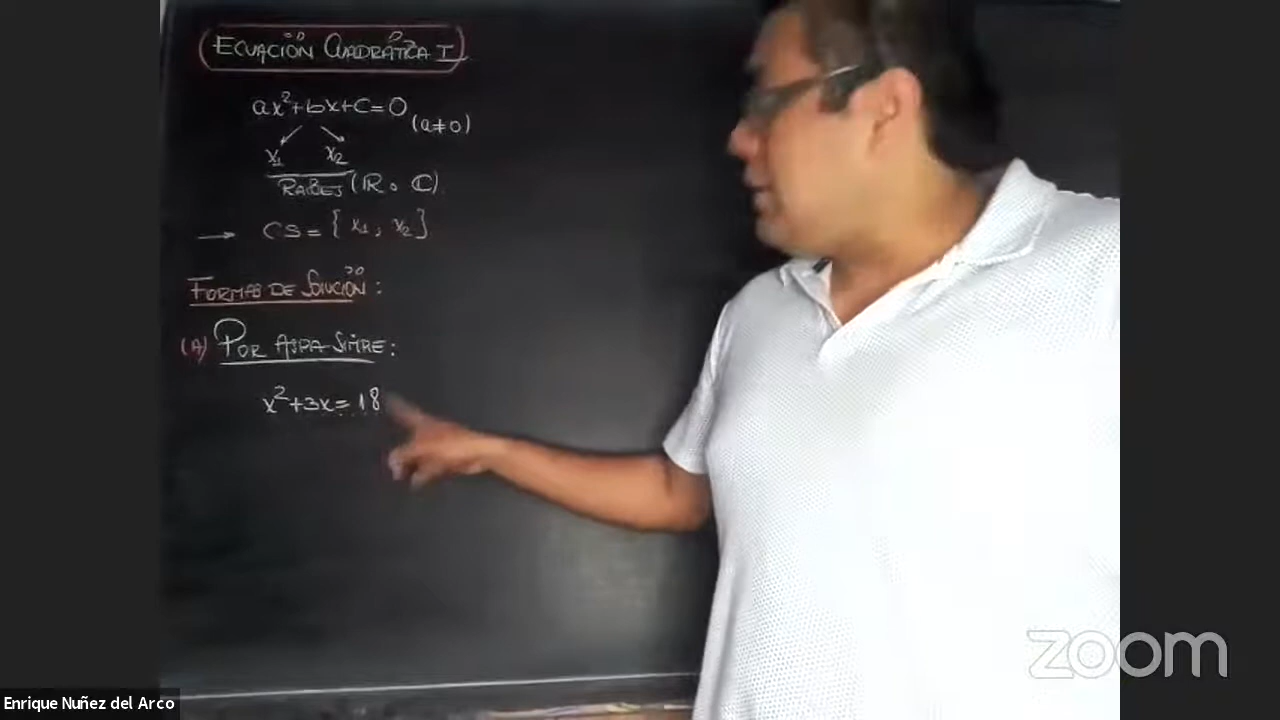 ECUACIÓN CUADRÁTICA I
ax²+bx+c=0 (a≠0)
x₁ x₂
RAÍCES (ℝ o ℂ)
→ CS = { x₁ ; x₂ }
FORMAS DE SOLUCIÓN :
(A) POR ASPA SIMPLE :
x²+3x=18
zoom
Enrique Nuñez del Arco